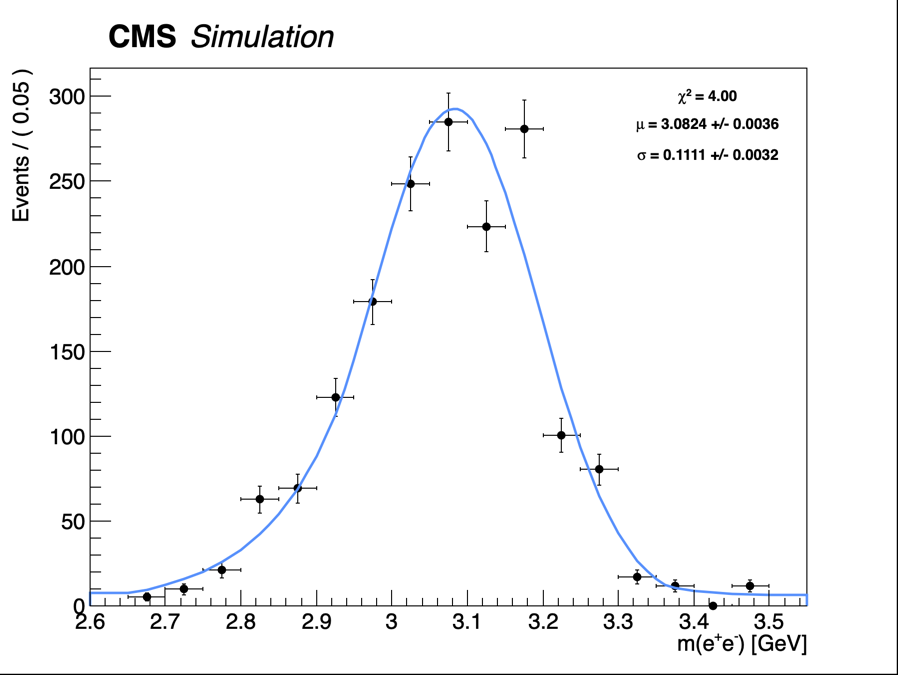 CMS Simulation
Events / ( 0.05 )
300
250
200
150
100
50
0
χ² = 4.00
μ = 3.0824 +/- 0.0036
σ = 0.1111 +/- 0.0032
2.6 2.7 2.8 2.9 3 3.1 3.2 3.3 3.4 3.5
m(e⁺e⁻) [GeV]